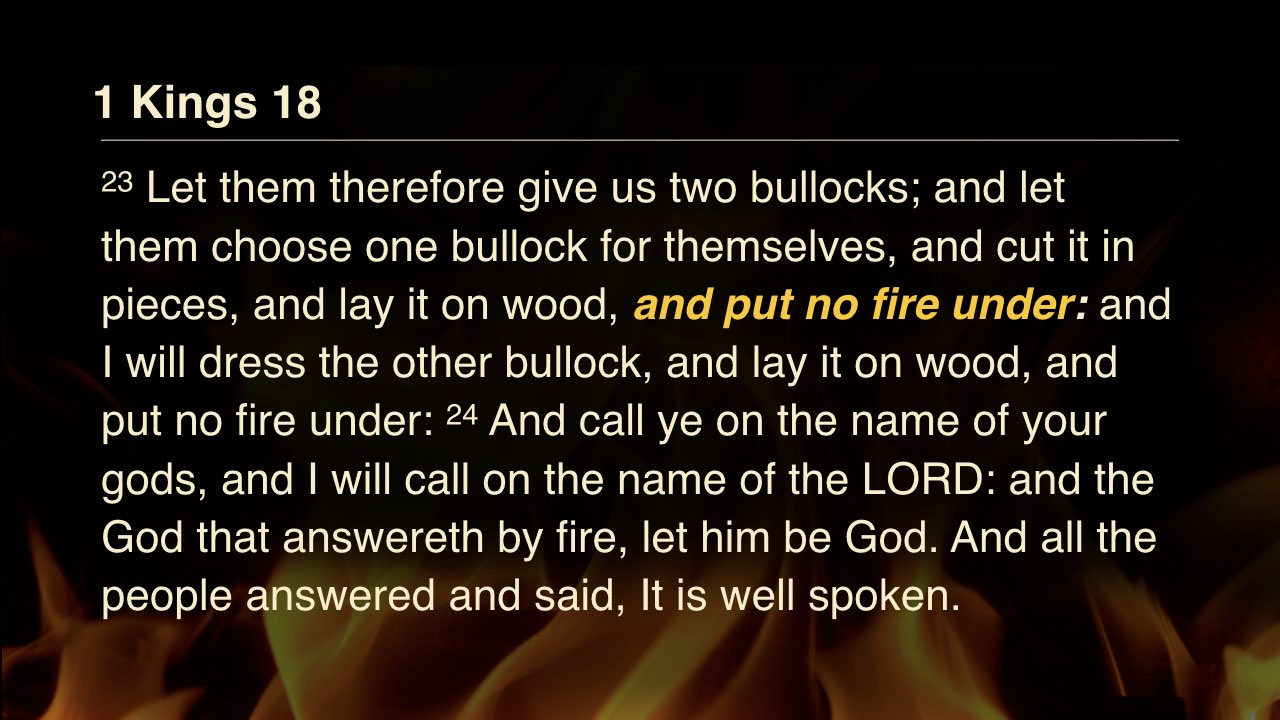 1 Kings 18
23 Let them therefore give us two bullocks; and let
them choose one bullock for themselves, and cut it in
pieces, and lay it on wood, and put no fire under: and
I will dress the other bullock, and lay it on wood, and
put no fire under: 24 And call ye on the name of your
gods, and I will call on the name of the LORD: and the
God that answereth by fire, let him be God. And all the
people answered and said, It is well spoken.